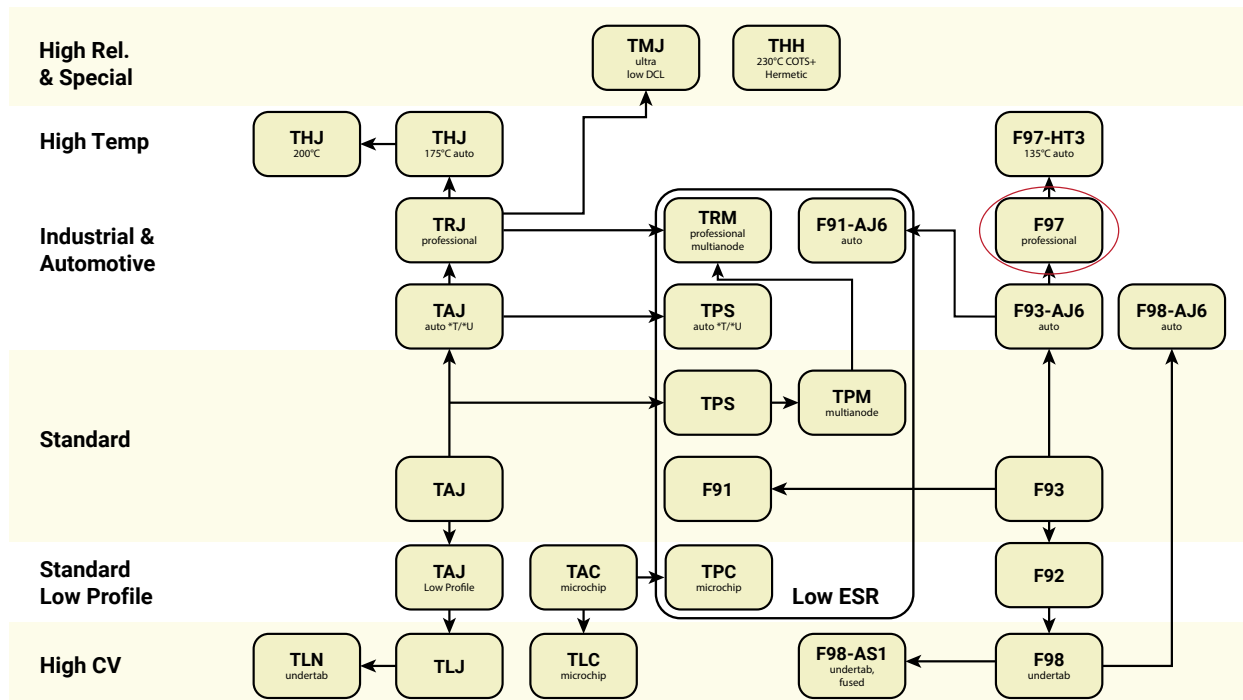 High Rel.
& Special
TMJ
ultra
low DCL
THH
230°C COTS+
Hermetic
High Temp
THJ
200°C
THJ
175°C auto
F97-HT3
135°C auto
Industrial &
Automotive
TRJ
professional
TRM
professional
multianode
F91-AJ6
auto
F97
professional
TAJ
auto *T/*U
TPS
auto *T/*U
F93-AJ6
auto
F98-AJ6
auto
Standard
TPS
TPM
multianode
TAJ
F91
F93
Standard
Low Profile
TAJ
Low Profile
TAC
microchip
TPC
microchip
Low ESR
F92
High CV
TLN
undertab
TLJ
TLC
microchip
F98-AS1
undertab,
fused
F98
undertab